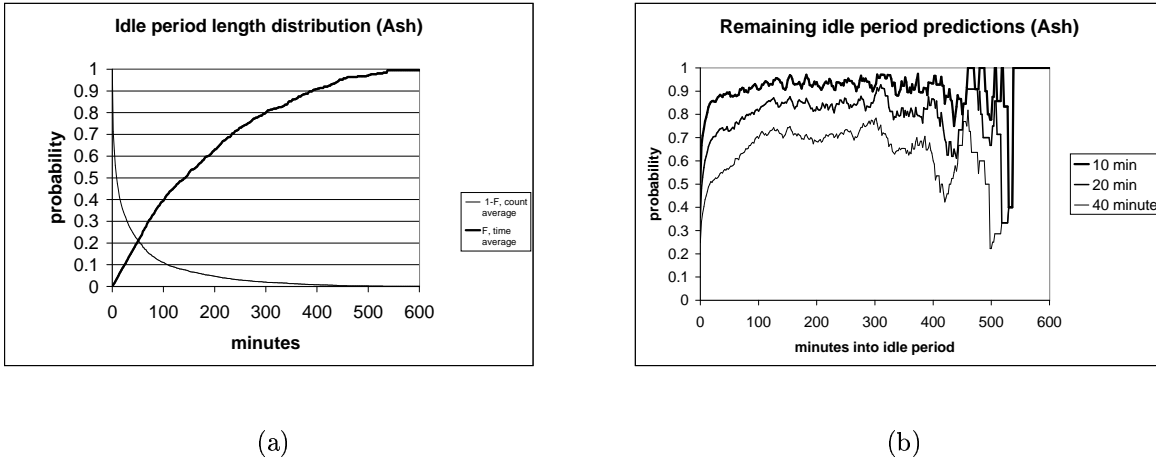 Idle period length distribution (Ash)
1
0.9
0.8
0.7
0.6
0.5
0.4
0.3
0.2
0.1
0
probability
0 100 200 300 400 500 600
minutes
1-F, count
average
F, time
average
(a)
Remaining idle period predictions (Ash)
1
0.9
0.8
0.7
0.6
0.5
0.4
0.3
0.2
0.1
0
probability
0 100 200 300 400 500 600
minutes into idle period
10 min
20 min
40 minute
(b)